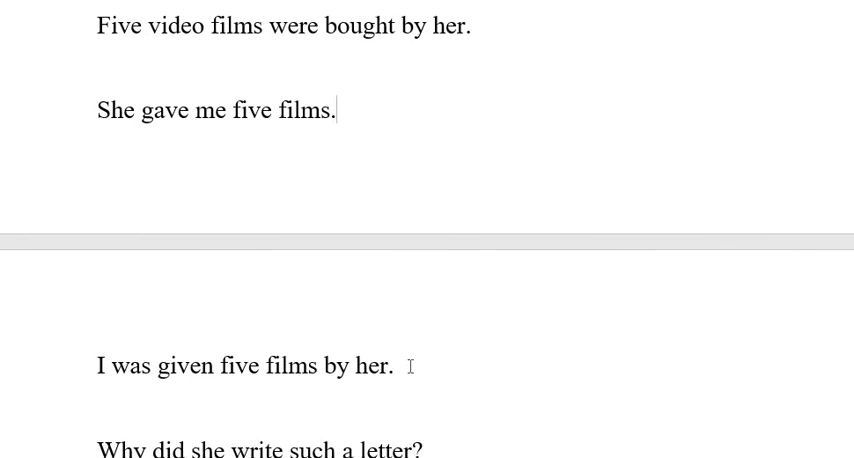 Five video films were bought by her.
She gave me five films.
I was given five films by her.
Why did she write such a letter?